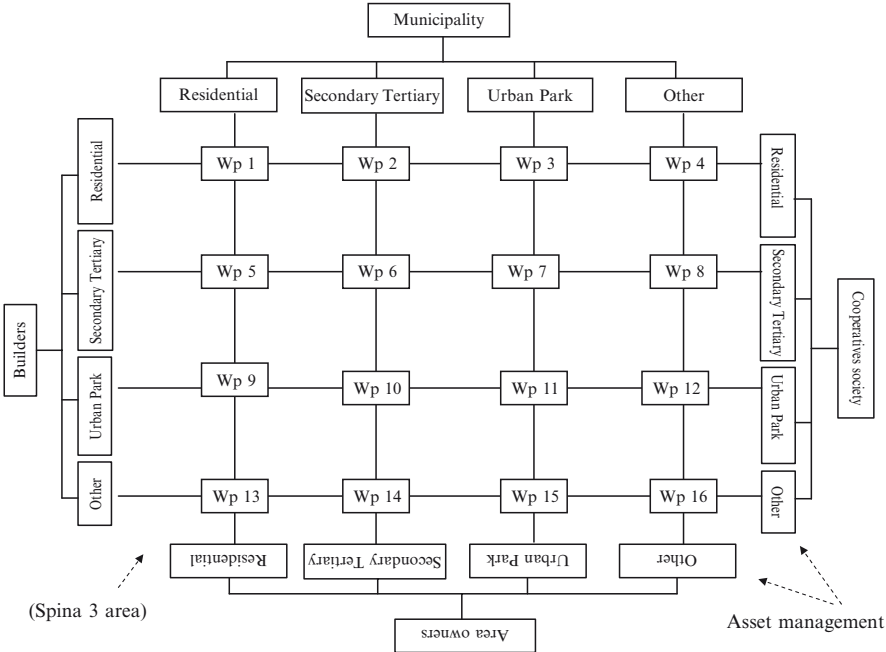 Municipality
Residential
Secondary Tertiary
Urban Park
Other
Residential
Wp 1
Wp 2
Wp 3
Wp 4
Residential
Secondary Tertiary
Wp 5
Wp 6
Wp 7
Wp 8
Secondary Tertiary
Builders
Cooperatives society
Urban Park
Wp 9
Wp 10
Wp 11
Wp 12
Urban Park
Other
Wp 13
Wp 14
Wp 15
Wp 16
Other
Residential
Secondary Tertiary
Urban Park
Other
(Spina 3 area)
Area owners
Asset management